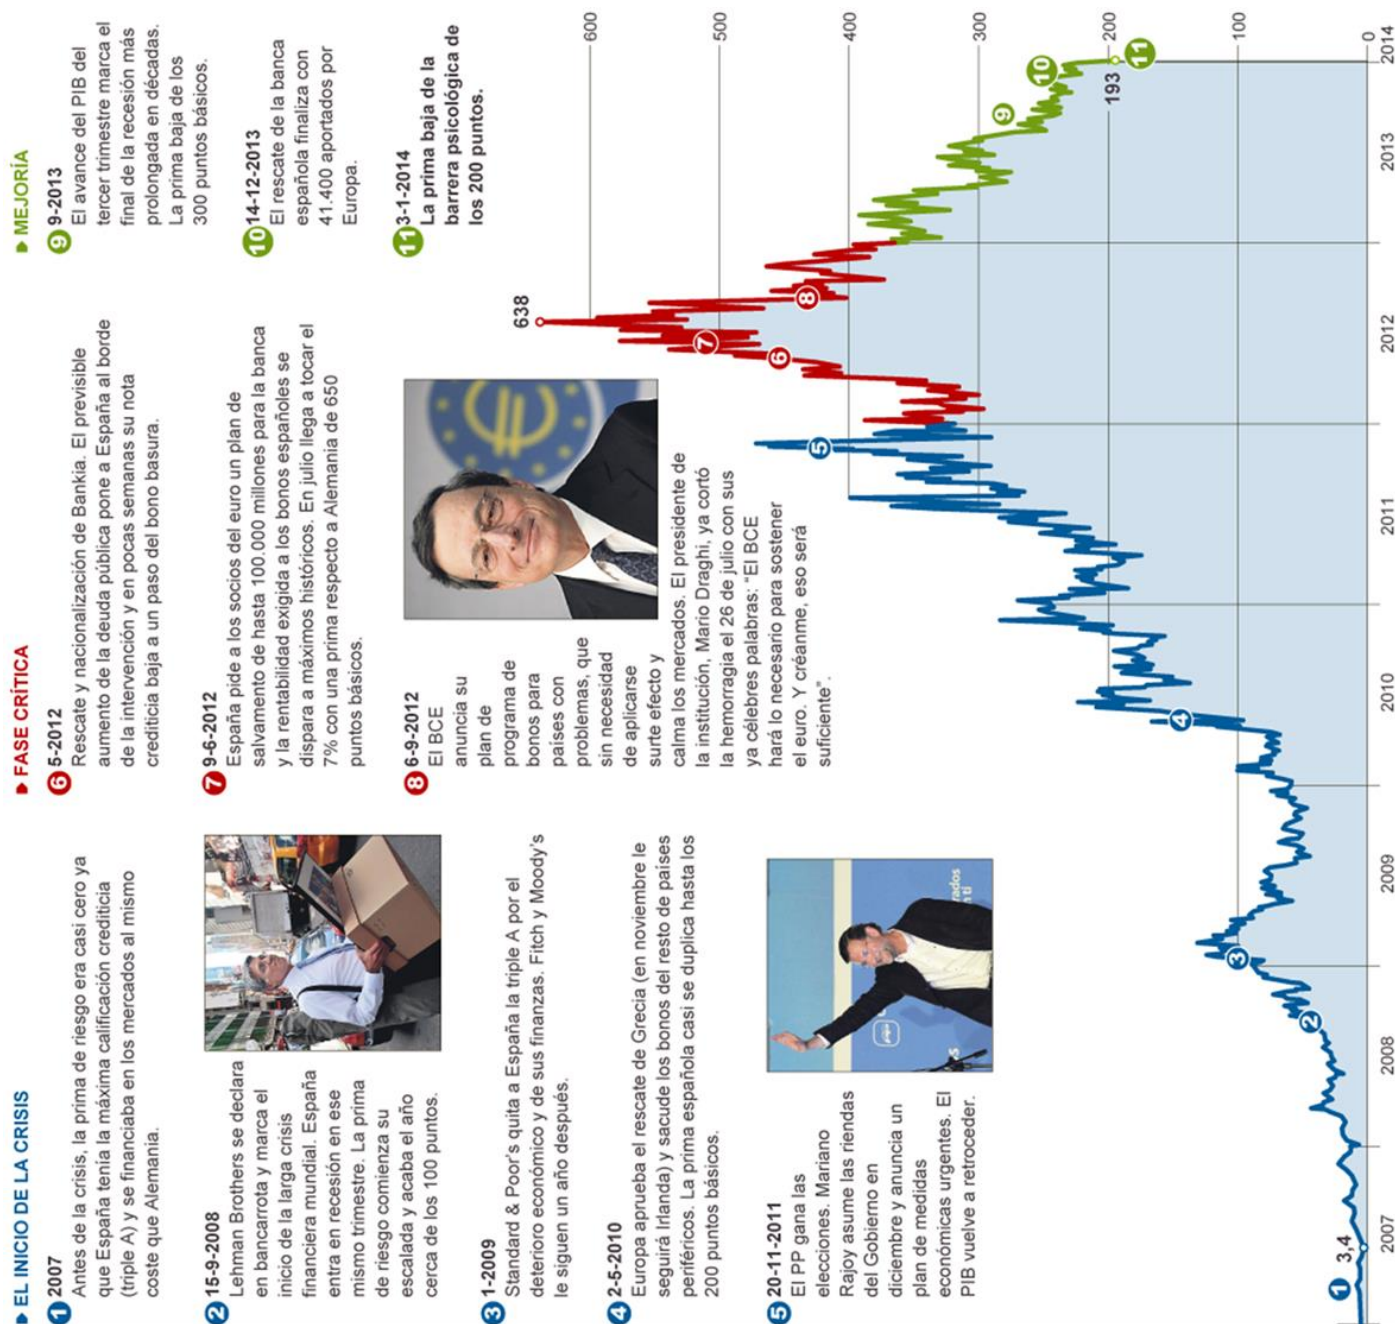 ▶ EL INICIO DE LA CRISIS
1 2007
Antes de la crisis, la prima de riesgo era casi cero ya
que España tenía la máxima calificación crediticia
(triple A) y se financiaba en los mercados al mismo
coste que Alemania.
2 15-9-2008
Lehman Brothers se declara
en bancarrota y marca el
inicio de la larga crisis
financiera mundial. España
entra en recesión en ese
mismo trimestre. La prima
de riesgo comienza su
escalada y acaba el año
cerca de los 100 puntos.
3 1-2009
Standard & Poor's quita a España la triple A por el
deterioro económico y de sus finanzas. Fitch y Moody's
le siguen un año después.
4 2-5-2010
Europa aprueba el rescate de Grecia (en noviembre le
seguirá Irlanda) y sacude los bonos del resto de países
periféricos. La prima española casi se duplica hasta los
200 puntos básicos.
5 20-11-2011
El PP gana las
elecciones. Mariano
Rajoy asume las riendas
del Gobierno en
diciembre y anuncia un
plan de medidas
económicas urgentes. El
PIB vuelve a retroceder.
▶ FASE CRÍTICA
6 5-2012
Rescate y nacionalización de Bankia. El previsible
aumento de la deuda pública pone a España al borde
de la intervención y en pocas semanas su nota
crediticia baja a un paso del bono basura.
7 9-6-2012
España pide a los socios del euro un plan de
salvamento de hasta 100.000 millones para la banca
y la rentabilidad exigida a los bonos españoles se
dispara a máximos históricos. En julio llega a tocar el
7% con una prima respecto a Alemania de 650
puntos básicos.
8 6-9-2012
El BCE
anuncia su
plan de
programa de
bonos para
países con
problemas, que
sin necesidad
de aplicarse
surte efecto y
calma los mercados. El presidente de
la institución, Mario Draghi, ya cortó
la hemorragia el 26 de julio con sus
ya célebres palabras: "El BCE
hará lo necesario para sostener
el euro. Y créanme, eso será
suficiente".
▶ MEJORÍA
9 9-2013
El avance del PIB del
tercer trimestre marca el
final de la recesión más
prolongada en décadas.
La prima baja de los
300 puntos básicos.
10 14-12-2013
El rescate de la banca
española finaliza con
41.400 aportados por
Europa.
11 3-1-2014
La prima baja de la
barrera psicológica de
los 200 puntos.
600
500
400
300
200
100
0
638
193
3,4
1
2
3
4
5
6
7
8
9
10
11
2007
2008
2009
2010
2011
2012
2013
2014